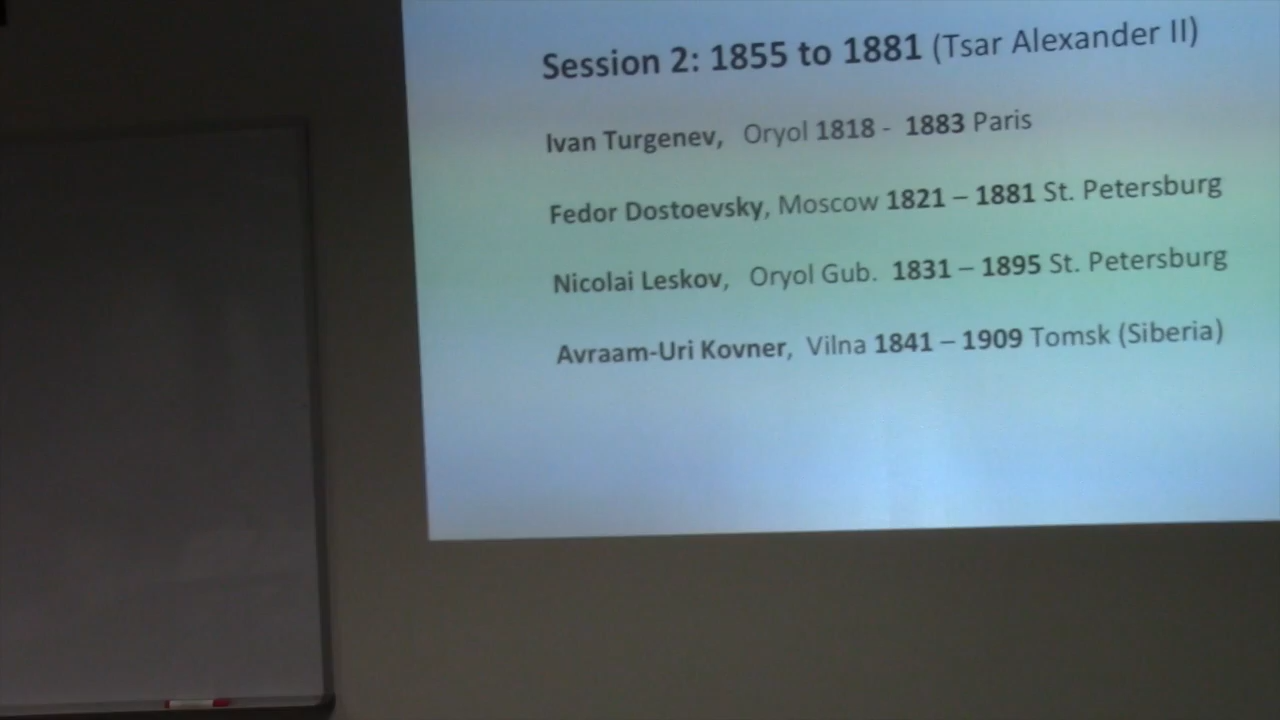 Session 2: 1855 to 1881 (Tsar Alexander II)
Ivan Turgenev, Oryol 1818 - 1883 Paris
Fedor Dostoevsky, Moscow 1821 – 1881 St. Petersburg
Nicolai Leskov, Oryol Gub. 1831 – 1895 St. Petersburg
Avraam-Uri Kovner, Vilna 1841 – 1909 Tomsk (Siberia)